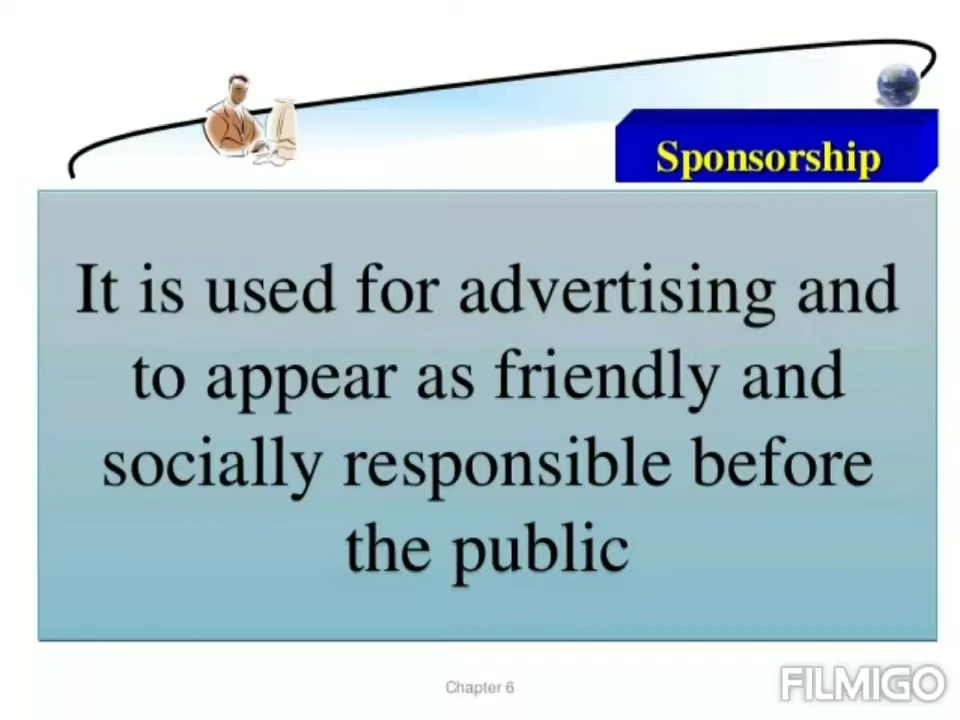 Sponsorship
It is used for advertising and
to appear as friendly and
socially responsible before
the public
Chapter 6
FILMIGO